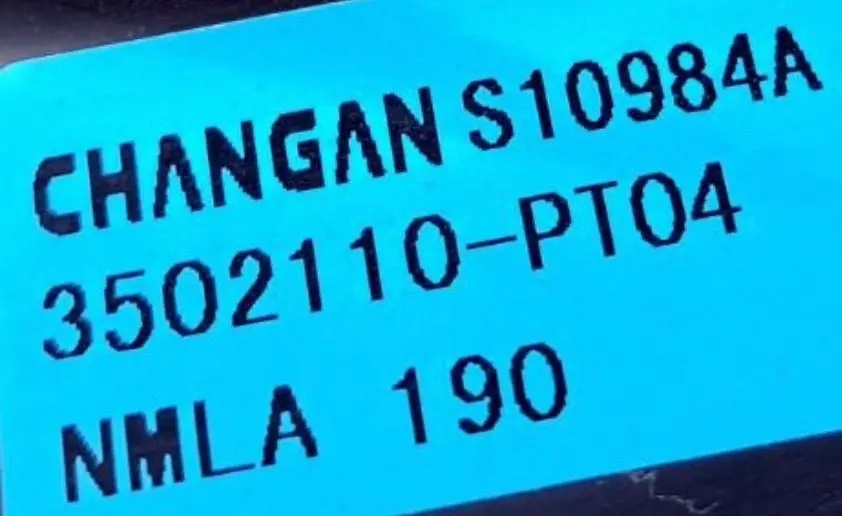 CHANGAN S10984A
3502110-PT04
NMLA 190